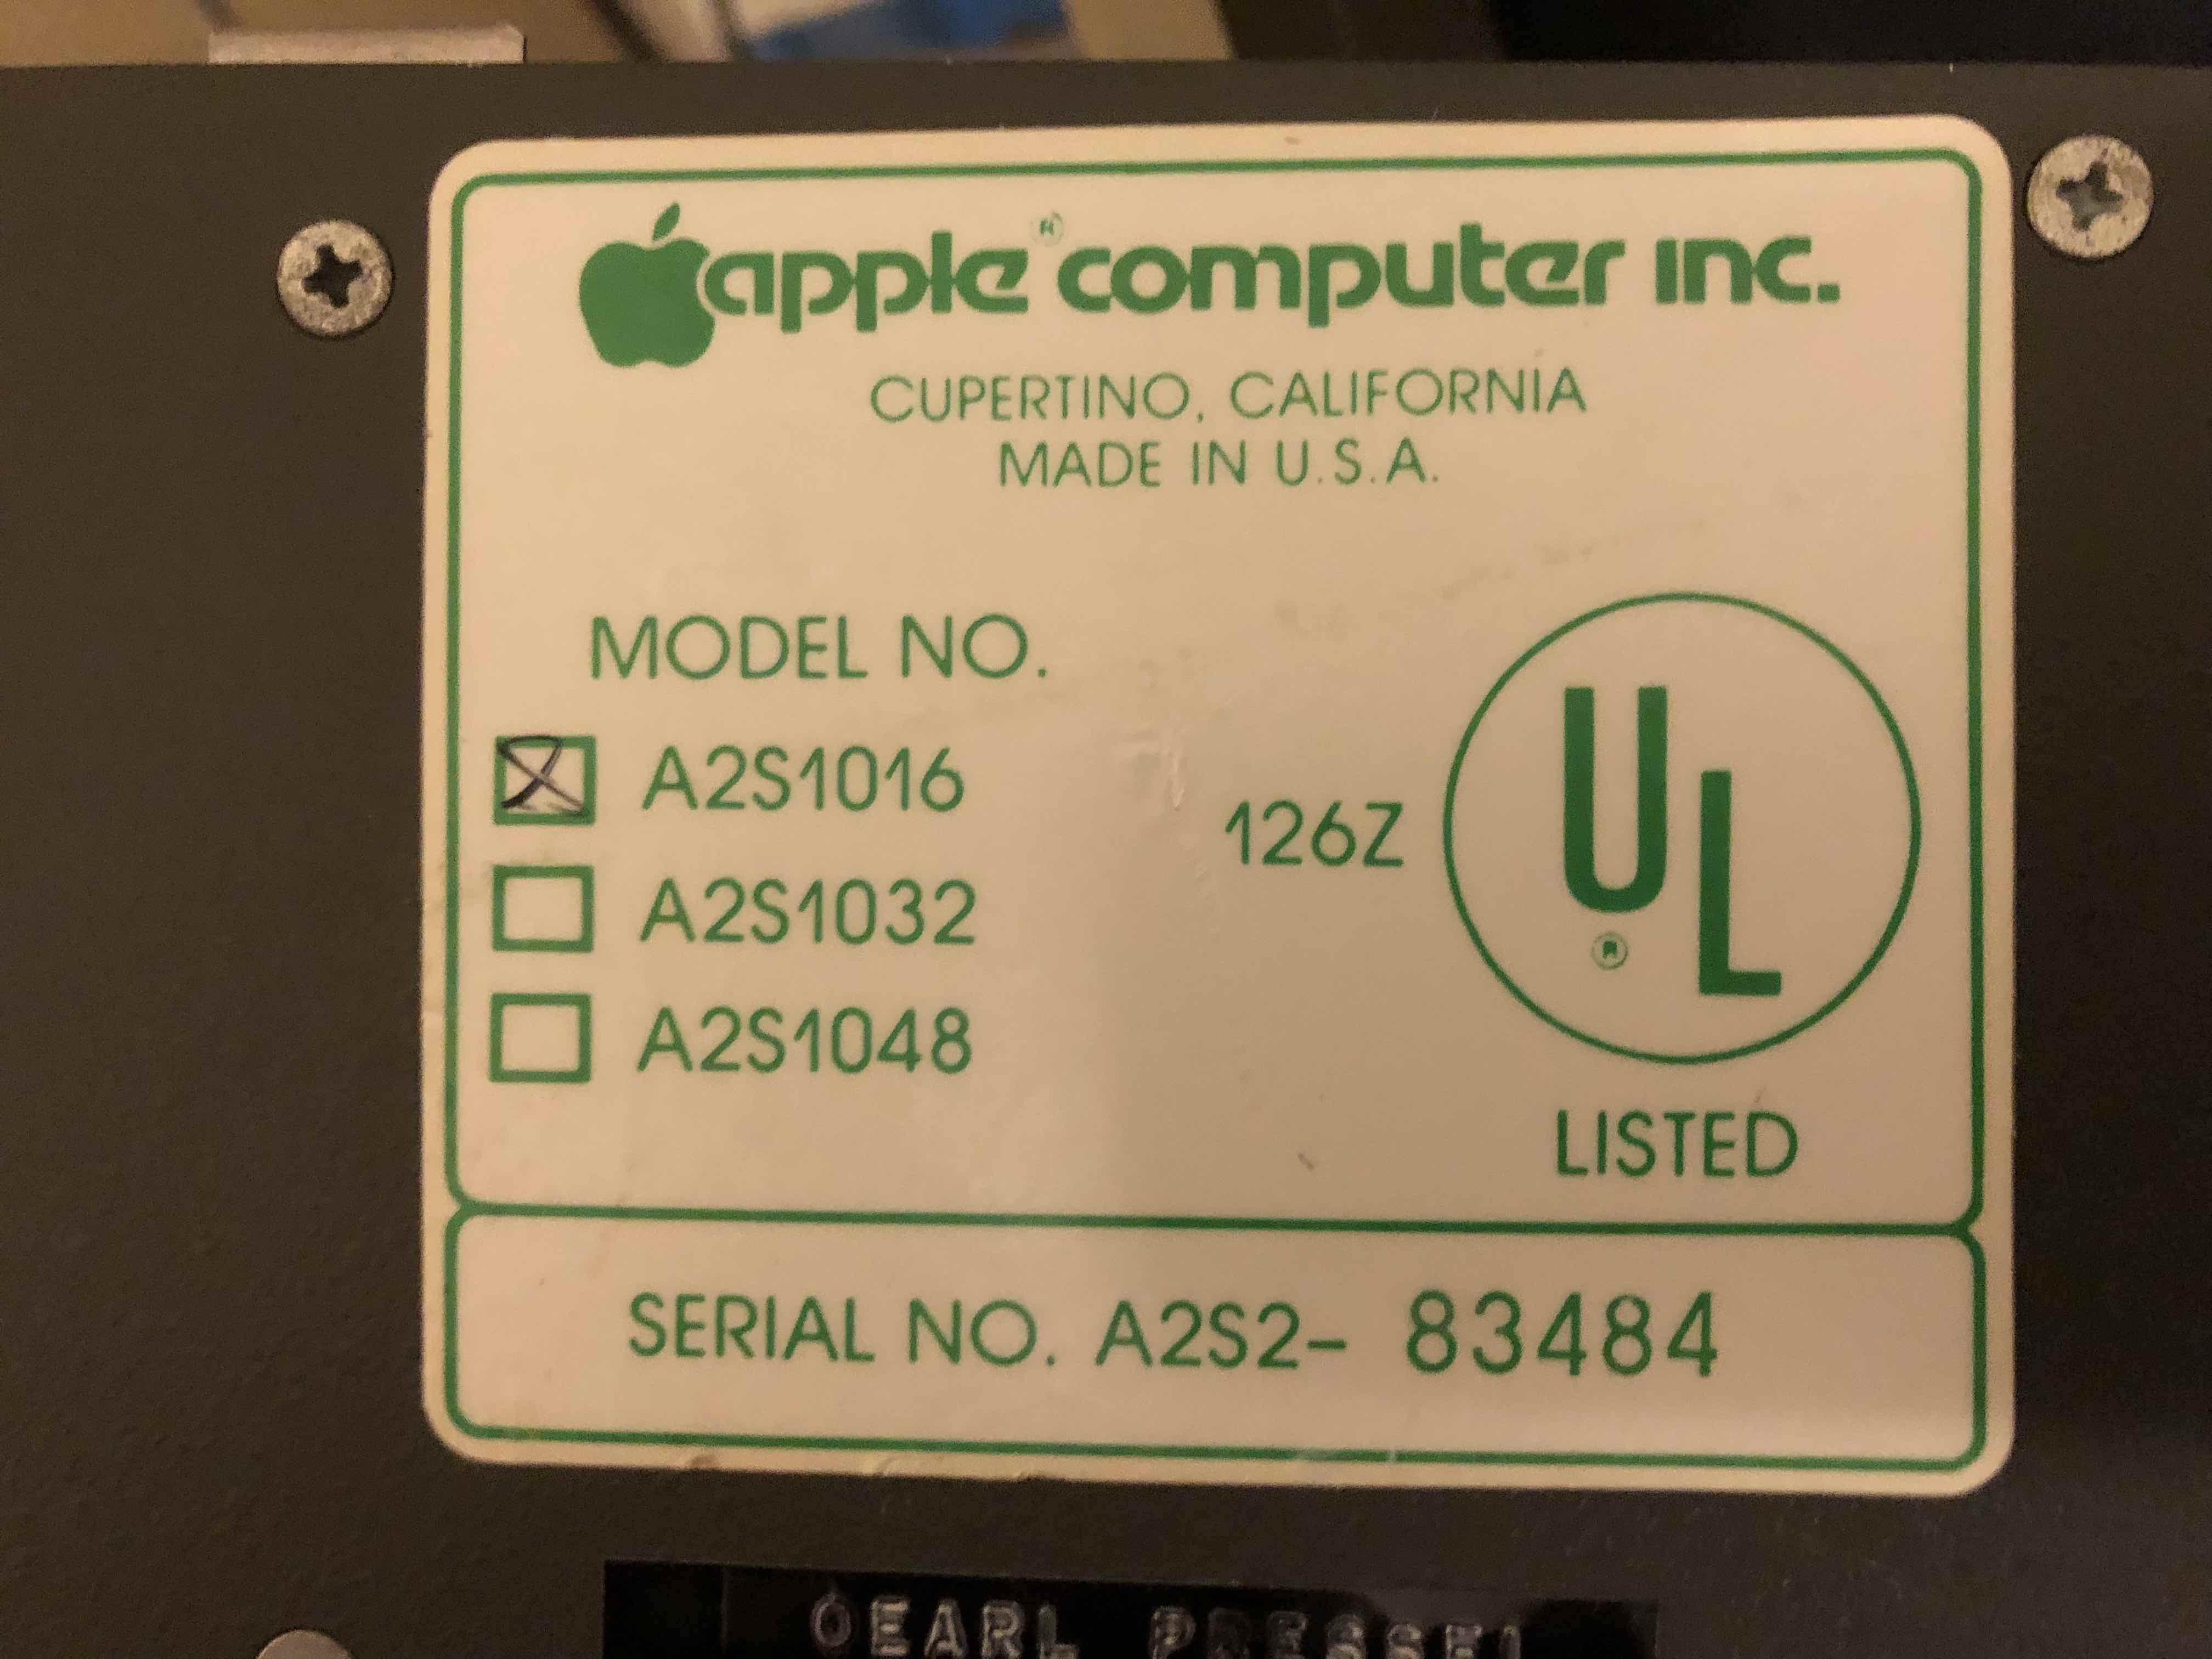 apple® computer inc.
CUPERTINO, CALIFORNIA
MADE IN U.S.A.
MODEL NO.
A2S1016
A2S1032
126Z
UL®
A2S1048
LISTED
SERIAL NO. A2S2- 83484